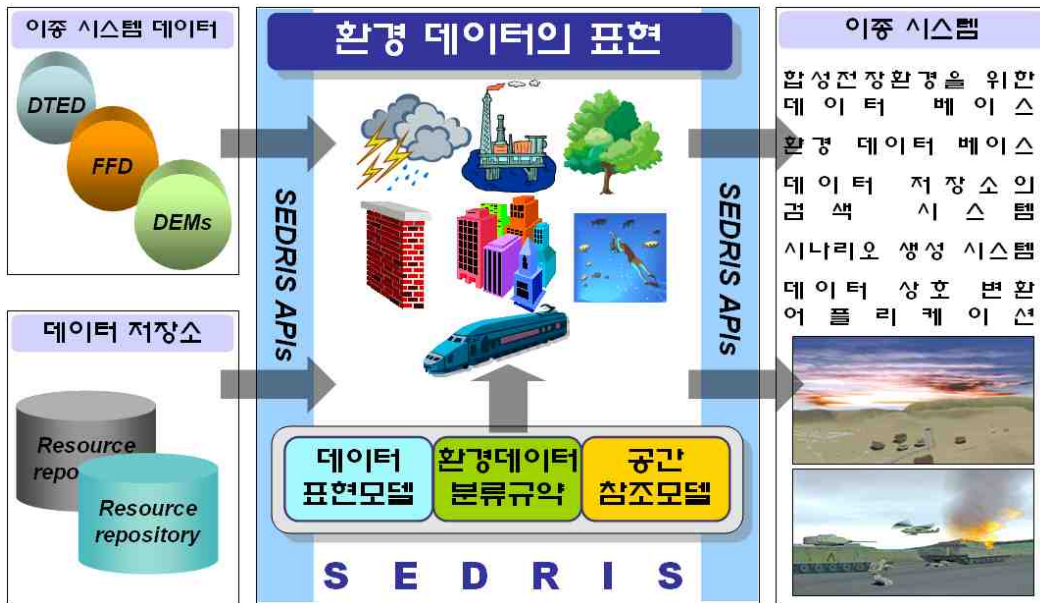 이종 시스템 데이터
DTED
FFD
DEMs
데이터 저장소
Resource
repository
Resource
repository
환경 데이터의 표현
SEDRIS APIs
SEDRIS APIs
데이터
표현모델
환경데이터
분류규약
공간
참조모델
S E D R I S
이종 시스템
합성전장환경을 위한
데이터 베이스
환경 데이터 베이스
데이터 저장소의
검색 시스템
시나리오 생성 시스템
데이터 상호 변환
어플리케이션